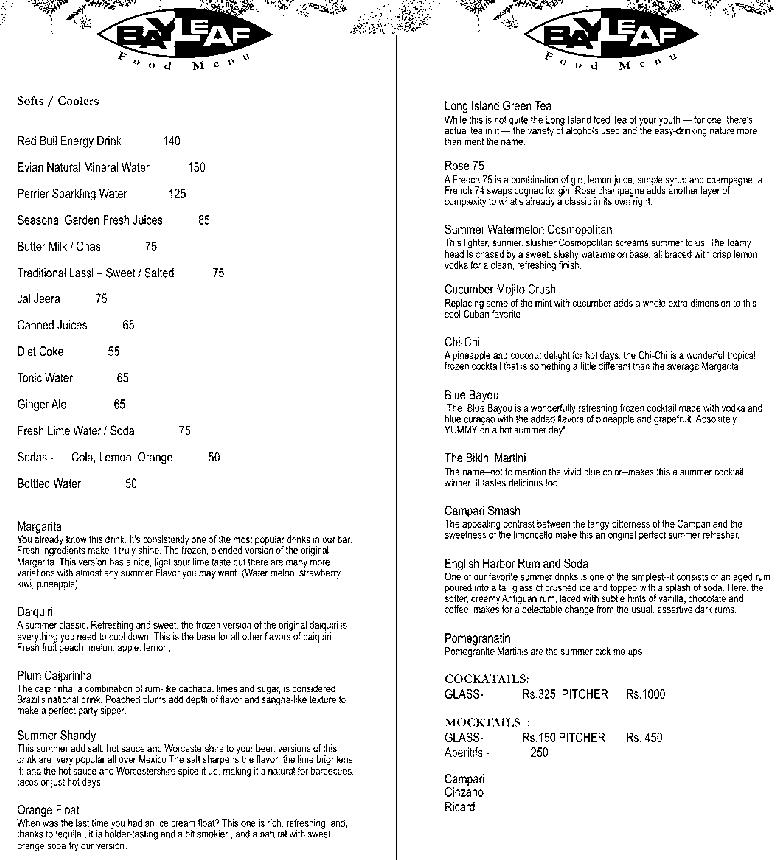 BAYLEAF
Food Menu
Softs / Coolers
Red Bull Energy Drink 140
Evian Natural Mineral Water 150
Perrier Sparkling Water 125
Seasonal Garden Fresh Juices 85
Butter Milk / Chas 75
Traditional Lassi – Sweet / Salted 75
Jal Jeera 75
Canned Juices 65
Diet Coke 55
Tonic Water 65
Ginger Ale 65
Fresh Lime Water / Soda 75
Sodas - Cola, Lemon, Orange 50
Bottled Water 50
Margarita
You already know this drink. It's consistently one of the most popular drinks in our bar.
Fresh ingredients make it truly shine. The frozen, blended version of the original
Margarita. This version has a nice, light sour lime taste but there are many more
variations with almost any summer Flavor you may want. (Water melon, strawberry,
kiwi, pineapple)
Daiquiri
A summer classic. Refreshing and sweet, the frozen version of the original daiquiri is
everything you need to cool down. This is the base for all other flavors of daiquiri.
Fresh fruit peach, melon, apple, lemon.
Plum Caipirinha
The caipirinha, a combination of rum-like cachaca, limes and sugar, is considered
Brazil's national drink. Poached plums add depth of flavor and sangria-like texture to
make a perfect party sipper.
Summer Shandy
This summer add salt, hot sauce and Worcestershire to your beer, versions of this
drink are very popular all over Mexico The salt sharpens the flavor, the lime brightens
it and the hot sauce and Worcestershire spice it up, making it a natural for barbecues,
tacos or just hot days
Orange Float
When was the last time you had an ice cream float? This one is rich, refreshing, and,
thanks to tequila, it is bolder-tasting and a bit smokier, and a natural with sweet
orange soda try our version.
BAYLEAF
Food Menu
Long Island Green Tea
While this is not quite the Long Island Iced Tea of your youth — for one, there's
actual tea in it — the variety of alcohols used and the easy-drinking nature more
than merit the name.
Rose 75
A French 75 is a combination of gin, lemon juice, simple syrup and champagne; a
French 74 swaps cognac for gin. Rose champagne adds another layer of
complexity to what's already a classic in its own right.
Summer Watermelon Cosmopolitan
This lighter, summer, slushier Cosmopolitan screams summer to us. The foamy
head is chased by a sweet, slushy watermelon base, all braced with crisp lemon
vodka for a clean, refreshing finish.
Cucumber Mojito Crush
Replacing some of the mint with cucumber adds a whole extra dimension to this
cool Cuban favorite
Chi Chi
A pineapple and coconut delight for hot days, the Chi-Chi is a wonderful tropical
frozen cocktail that is something a little different than the average Margarita
Blue Bayou
The Blue Bayou is a wonderfully refreshing frozen cocktail made with vodka and
blue curaçao with the added flavors of pineapple and grapefruit. Absolutely
YUMMY on a hot summer day!
The Bikini Martini
The name--not to mention the vivid blue color--makes this a summer cocktail
winner. It tastes delicious too
Campari Smash
The appealing contrast between the tangy bitterness of the Campari and the
sweetness of the limoncello make this an original perfect summer refresher.
English Harbor Rum and Soda
One of our favorite summer drinks is one of the simplest--it consists of an aged rum
poured into a tall glass of crushed ice and topped with a splash of soda. Here, the
softer, creamy Antiguan rum, laced with subtle hints of vanilla, chocolate and
coffee, makes for a delectable change from the usual, assertive dark rums.
Pomegranatin
Pomegranate Martinis are the summer pick me ups
COCKATAILS:
GLASS- Rs.325 PITCHER Rs.1000
MOCKTAILS :
GLASS- Rs.150 PITCHER Rs. 450
Aperitifs - 250
Campari
Cinzano
Ricard